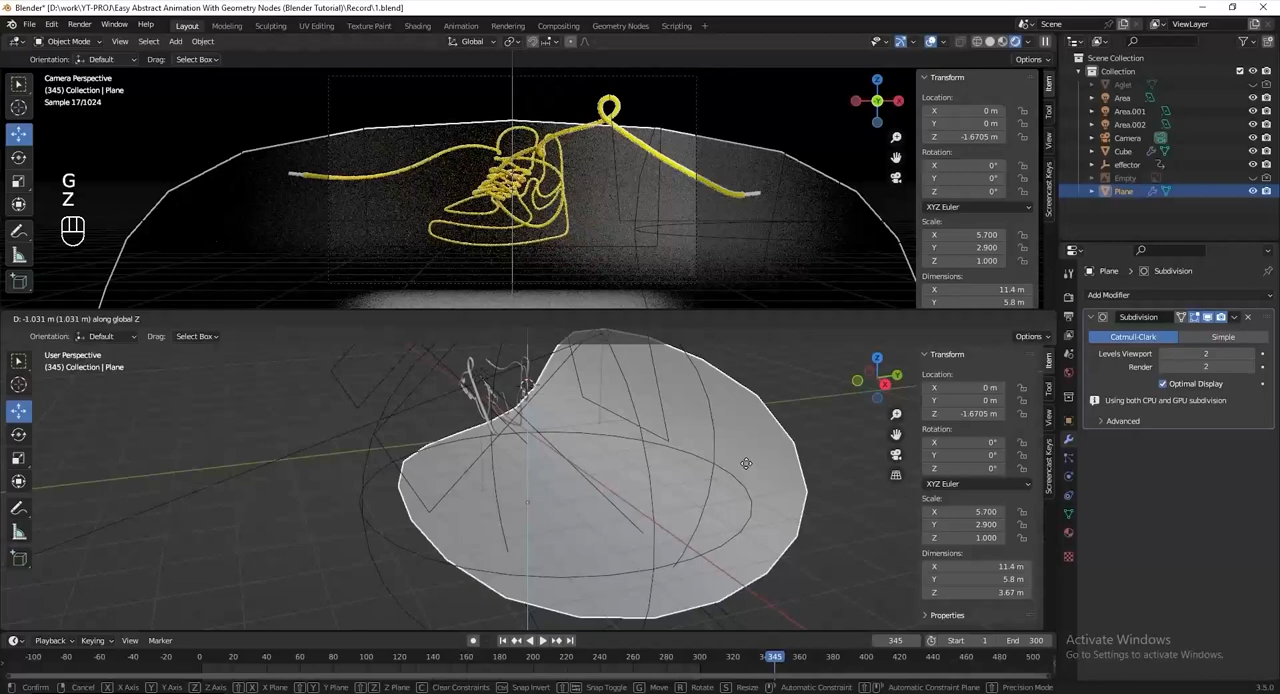 Blender* [D:\work\YT-PROJ\Easy Abstract Animation With Geometry Nodes (Blender Tutorial)\Record\1.blend]
File Edit Render Window Help Layout Modeling Sculpting UV Editing Texture Paint Shading Animation Rendering Compositing Geometry Nodes Scripting + Scene ViewLayer
Object Mode View Select Add Object Global
Orientation: Default Drag: Select Box Options
Camera Perspective
(345) Collection | Plane
Sample 17/1024
G
Z
Transform
Location:
X 0 m
Y 0 m
Z -1.6705 m
Rotation:
X 0°
Y 0°
Z 0°
XYZ Euler
Scale:
X 5.700
Y 2.900
Z 1.000
Dimensions:
X 11.4 m
Y 5.8 m
Item
Tool
View
Screencast Keys
Scene Collection
Collection
Aglet
Area
Area.001
Area.002
Camera
Cube
effector
Empty
Plane
D: -1.031 m (1.031 m) along global Z
Orientation: Default Drag: Select Box Options
User Perspective
(345) Collection | Plane
Transform
Location:
X 0 m
Y 0 m
Z -1.6705 m
Rotation:
X 0°
Y 0°
Z 0°
XYZ Euler
Scale:
X 5.700
Y 2.900
Z 1.000
Dimensions:
X 11.4 m
Y 5.8 m
Z 3.67 m
Properties
Item
Tool
View
Screencast Keys
Plane Subdivision
Add Modifier
Subdivision
Catmull-Clark Simple
Levels Viewport 2
Render 2
Optimal Display
Using both CPU and GPU subdivision
Advanced
Playback Keying View Marker 345 Start 1 End 300
-100 -80 -60 -40 -20 0 20 40 60 80 100 120 140 160 180 200 220 240 260 280 300 320 345 360 380 400 420 440 460 480 500
Activate Windows
Go to Settings to activate Windows.
Confirm Cancel X X Axis Y Y Axis Z Z Axis X X Plane Y Y Plane Z Z Plane C Clear Constraints Snap Invert Snap Toggle G Move R Rotate S Resize Automatic Constraint Automatic Constraint Plane Precision Mode 3.5.0